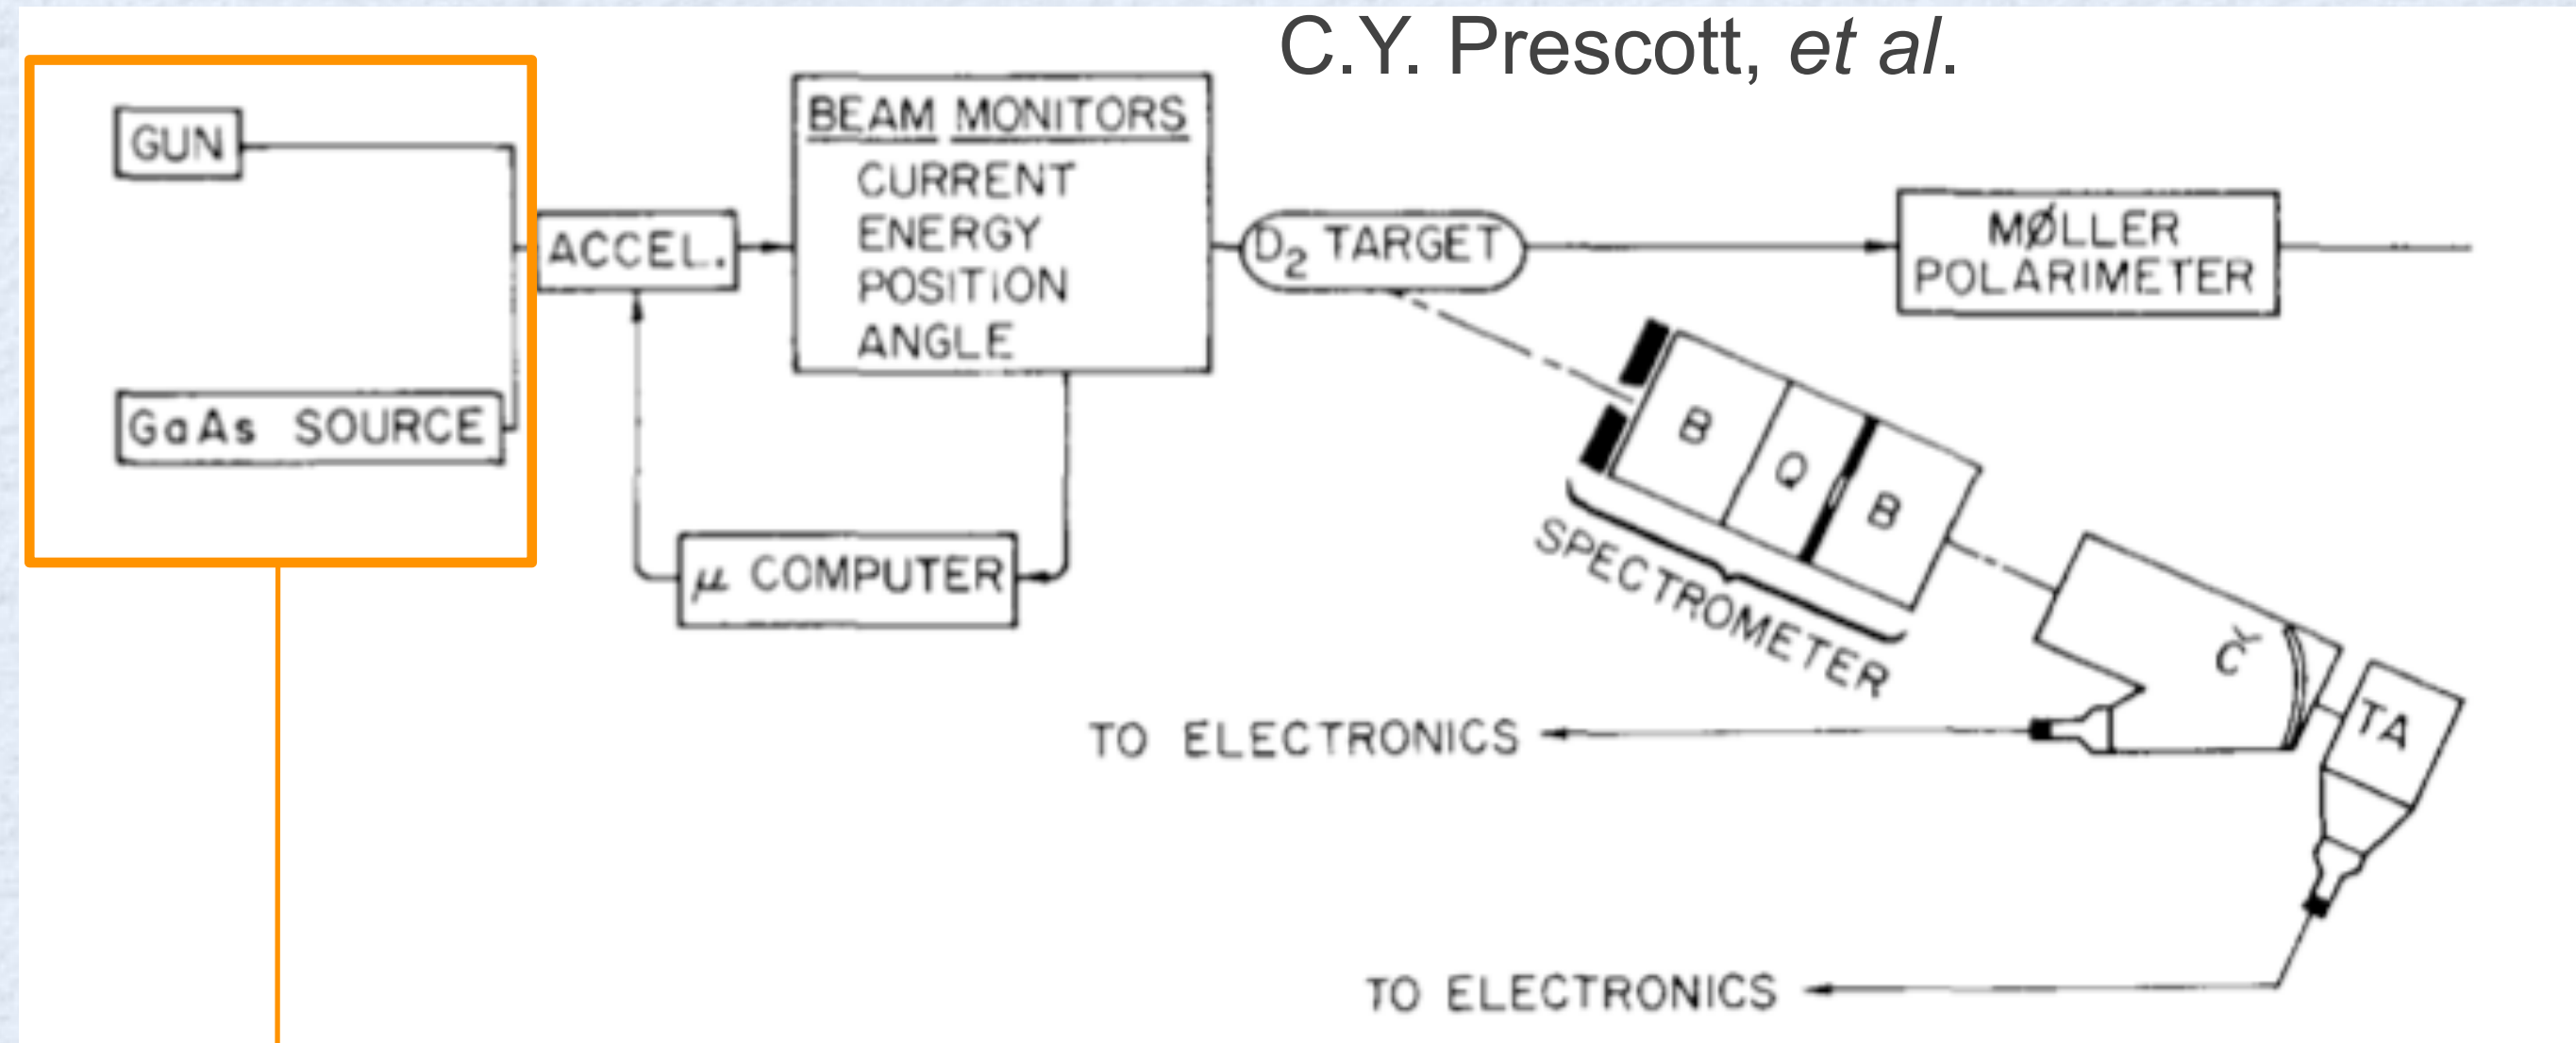 C.Y. Prescott, et al.
GUN
GaAs SOURCE
ACCEL.
BEAM MONITORS
CURRENT
ENERGY
POSITION
ANGLE
μ COMPUTER
D₂ TARGET
MØLLER
POLARIMETER
B
Q
B
SPECTROMETER
Č
TA
TO ELECTRONICS
TO ELECTRONICS